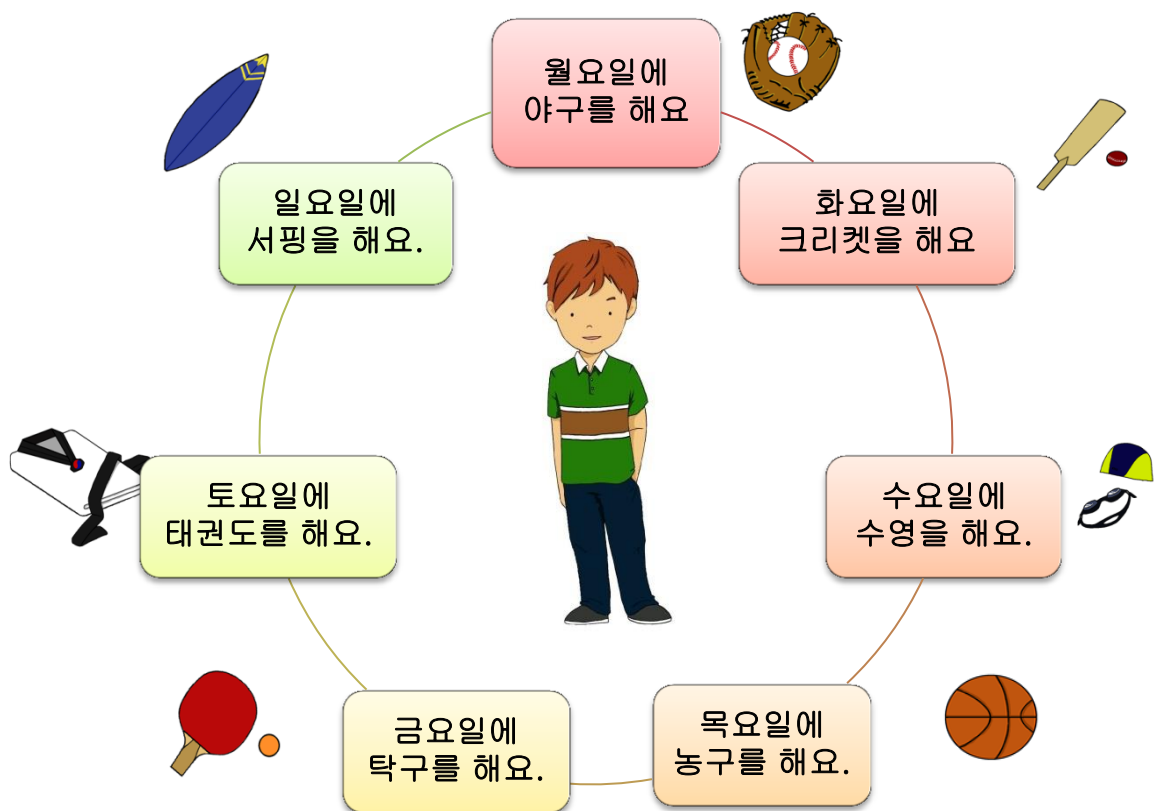 월요일에
야구를 해요
화요일에
크리켓을 해요
수요일에
수영을 해요.
목요일에
농구를 해요.
금요일에
탁구를 해요.
토요일에
태권도를 해요.
일요일에
서핑을 해요.